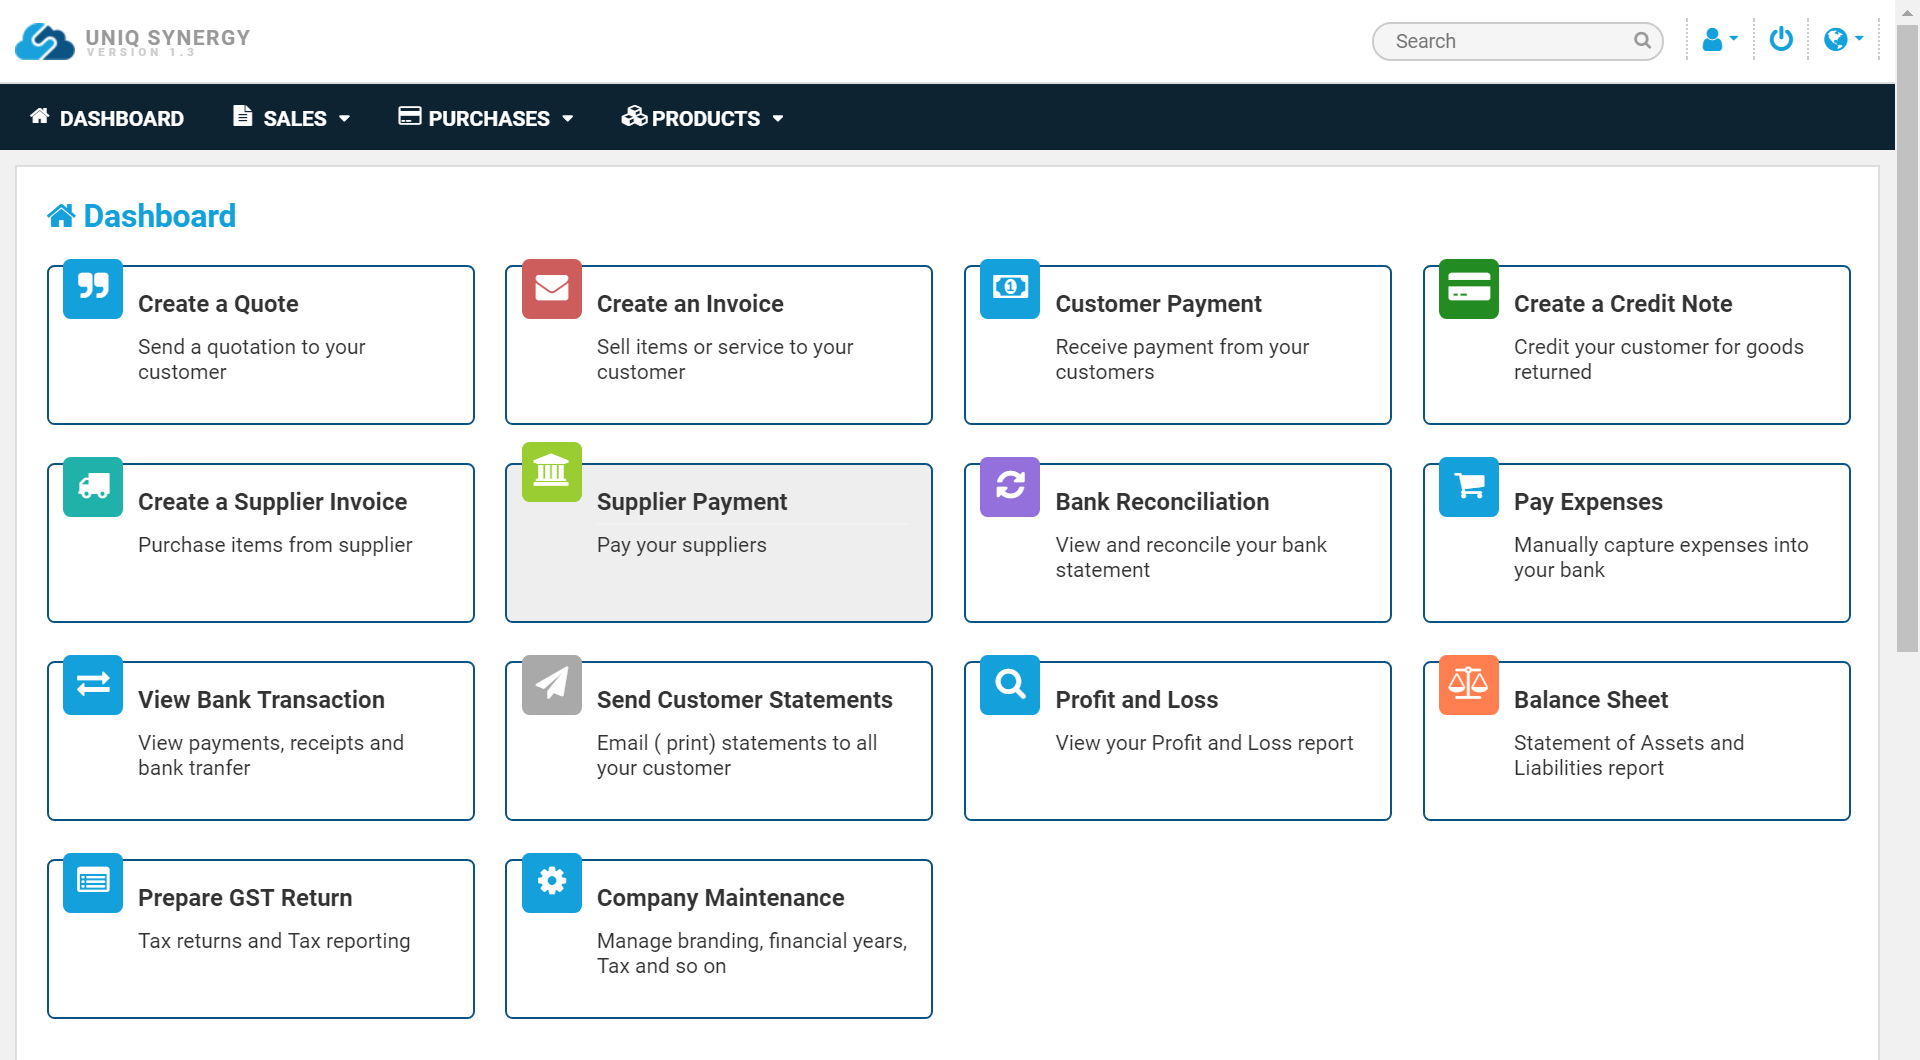 UNIQ SYNERGY
VERSION 1.3
Search
DASHBOARD
SALES
PURCHASES
PRODUCTS
Dashboard
Create a Quote
Send a quotation to your
customer
Create an Invoice
Sell items or service to your
customer
Customer Payment
Receive payment from your
customers
Create a Credit Note
Credit your customer for goods
returned
Create a Supplier Invoice
Purchase items from supplier
Supplier Payment
Pay your suppliers
Bank Reconciliation
View and reconcile your bank
statement
Pay Expenses
Manually capture expenses into
your bank
View Bank Transaction
View payments, receipts and
bank tranfer
Send Customer Statements
Email ( print) statements to all
your customer
Profit and Loss
View your Profit and Loss report
Balance Sheet
Statement of Assets and
Liabilities report
Prepare GST Return
Tax returns and Tax reporting
Company Maintenance
Manage branding, financial years,
Tax and so on